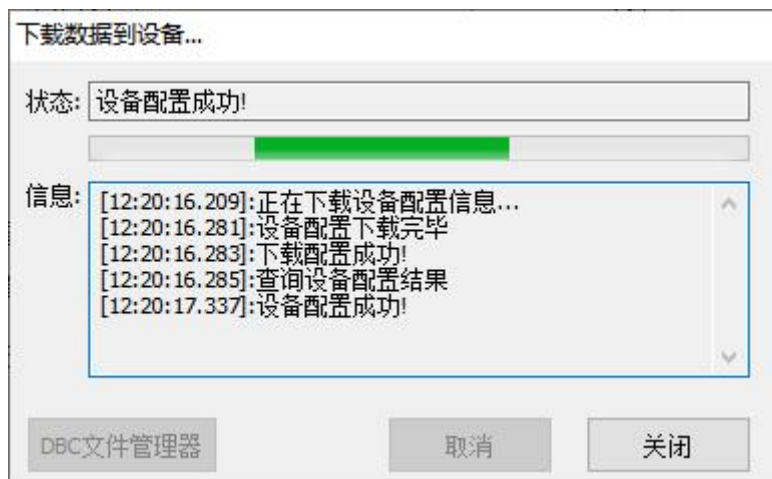 下载数据到设备...
状态: 设备配置成功!
信息: [12:20:16.209]:正在下载设备配置信息...
[12:20:16.281]:设备配置下载完毕
[12:20:16.283]:下载配置成功!
[12:20:16.285]:查询设备配置结果
[12:20:17.337]:设备配置成功!
DBC文件管理器 取消 关闭